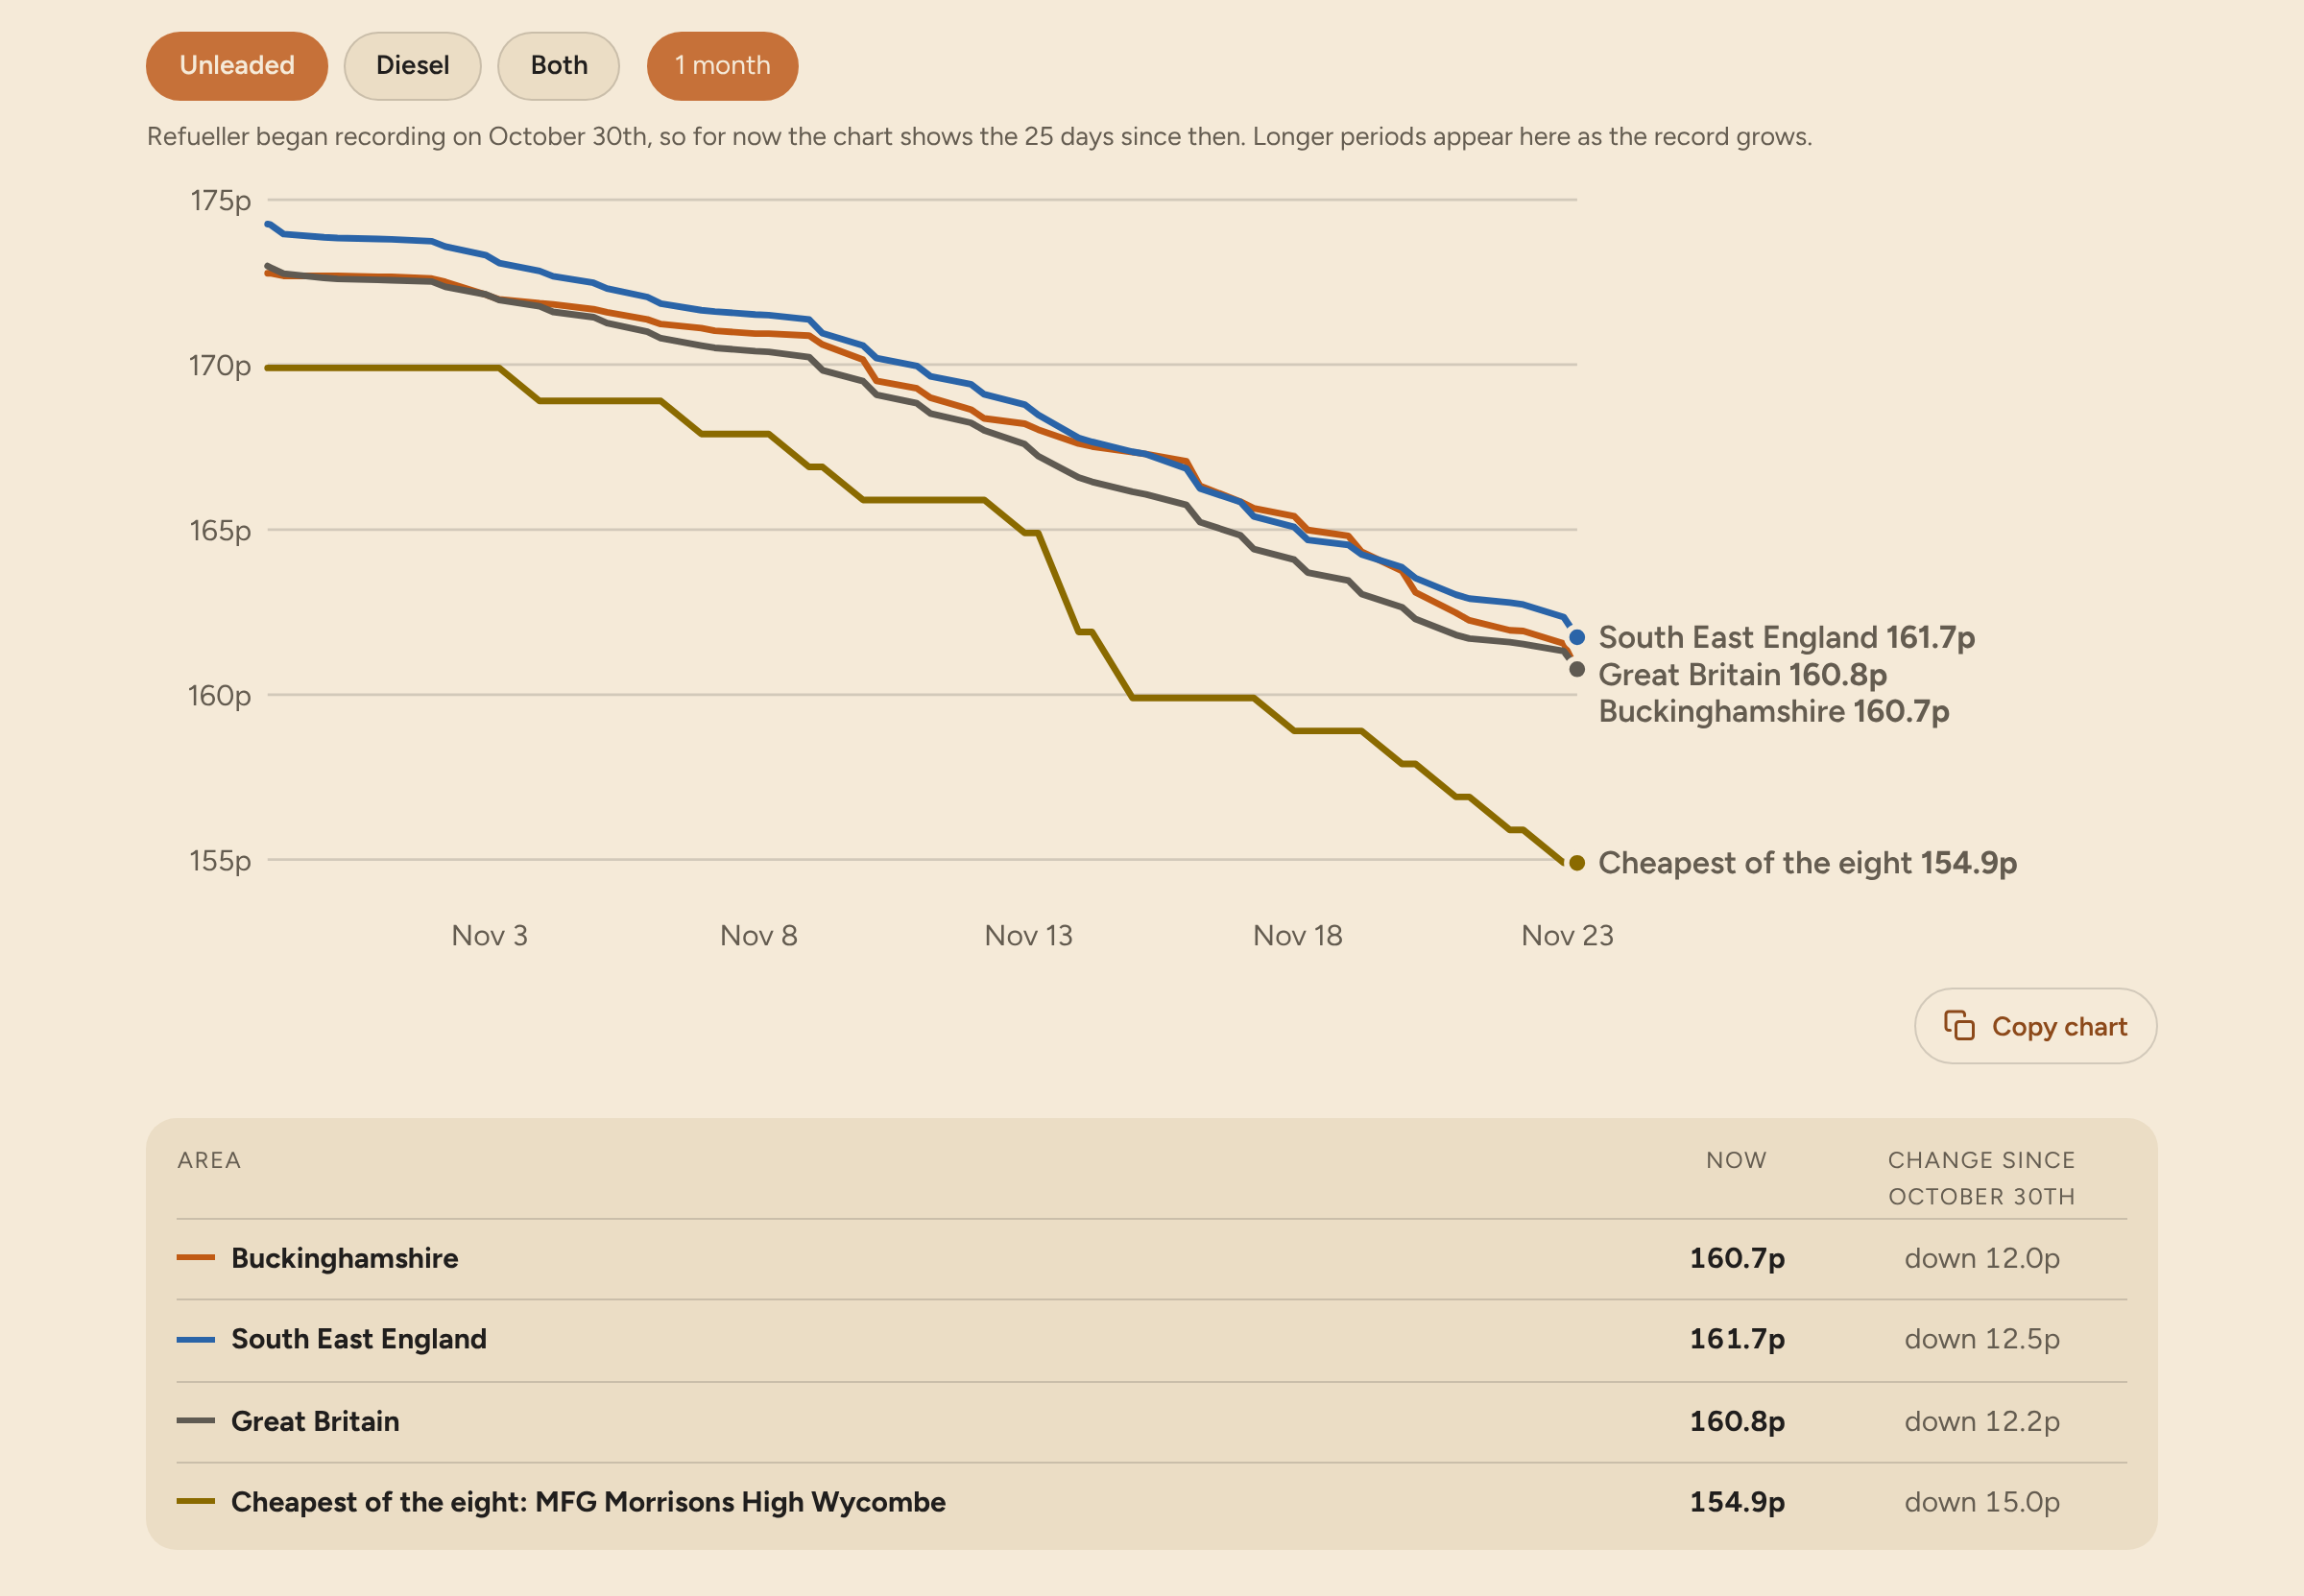 Unleaded Diesel Both 1 month
Refueller began recording on October 30th, so for now the chart shows the 25 days since then. Longer periods appear here as the record grows.
175p
170p
165p
160p
155p
South East England 161.7p
Great Britain 160.8p
Buckinghamshire 160.7p
Cheapest of the eight 154.9p
Nov 3 Nov 8 Nov 13 Nov 18 Nov 23
Copy chart
AREA NOW CHANGE SINCE
OCTOBER 30TH
Buckinghamshire 160.7p down 12.0p
South East England 161.7p down 12.5p
Great Britain 160.8p down 12.2p
Cheapest of the eight: MFG Morrisons High Wycombe 154.9p down 15.0p